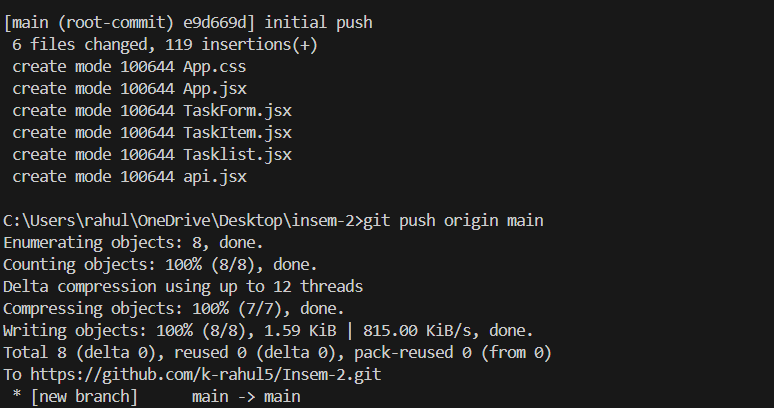 [main (root-commit) e9d669d] initial push
 6 files changed, 119 insertions(+)
 create mode 100644 App.css
 create mode 100644 App.jsx
 create mode 100644 TaskForm.jsx
 create mode 100644 TaskItem.jsx
 create mode 100644 Tasklist.jsx
 create mode 100644 api.jsx
C:\Users\rahul\OneDrive\Desktop\insem-2>git push origin main
Enumerating objects: 8, done.
Counting objects: 100% (8/8), done.
Delta compression using up to 12 threads
Compressing objects: 100% (7/7), done.
Writing objects: 100% (8/8), 1.59 KiB | 815.00 KiB/s, done.
Total 8 (delta 0), reused 0 (delta 0), pack-reused 0 (from 0)
To https://github.com/k-rahul5/Insem-2.git
 * [new branch]      main -> main